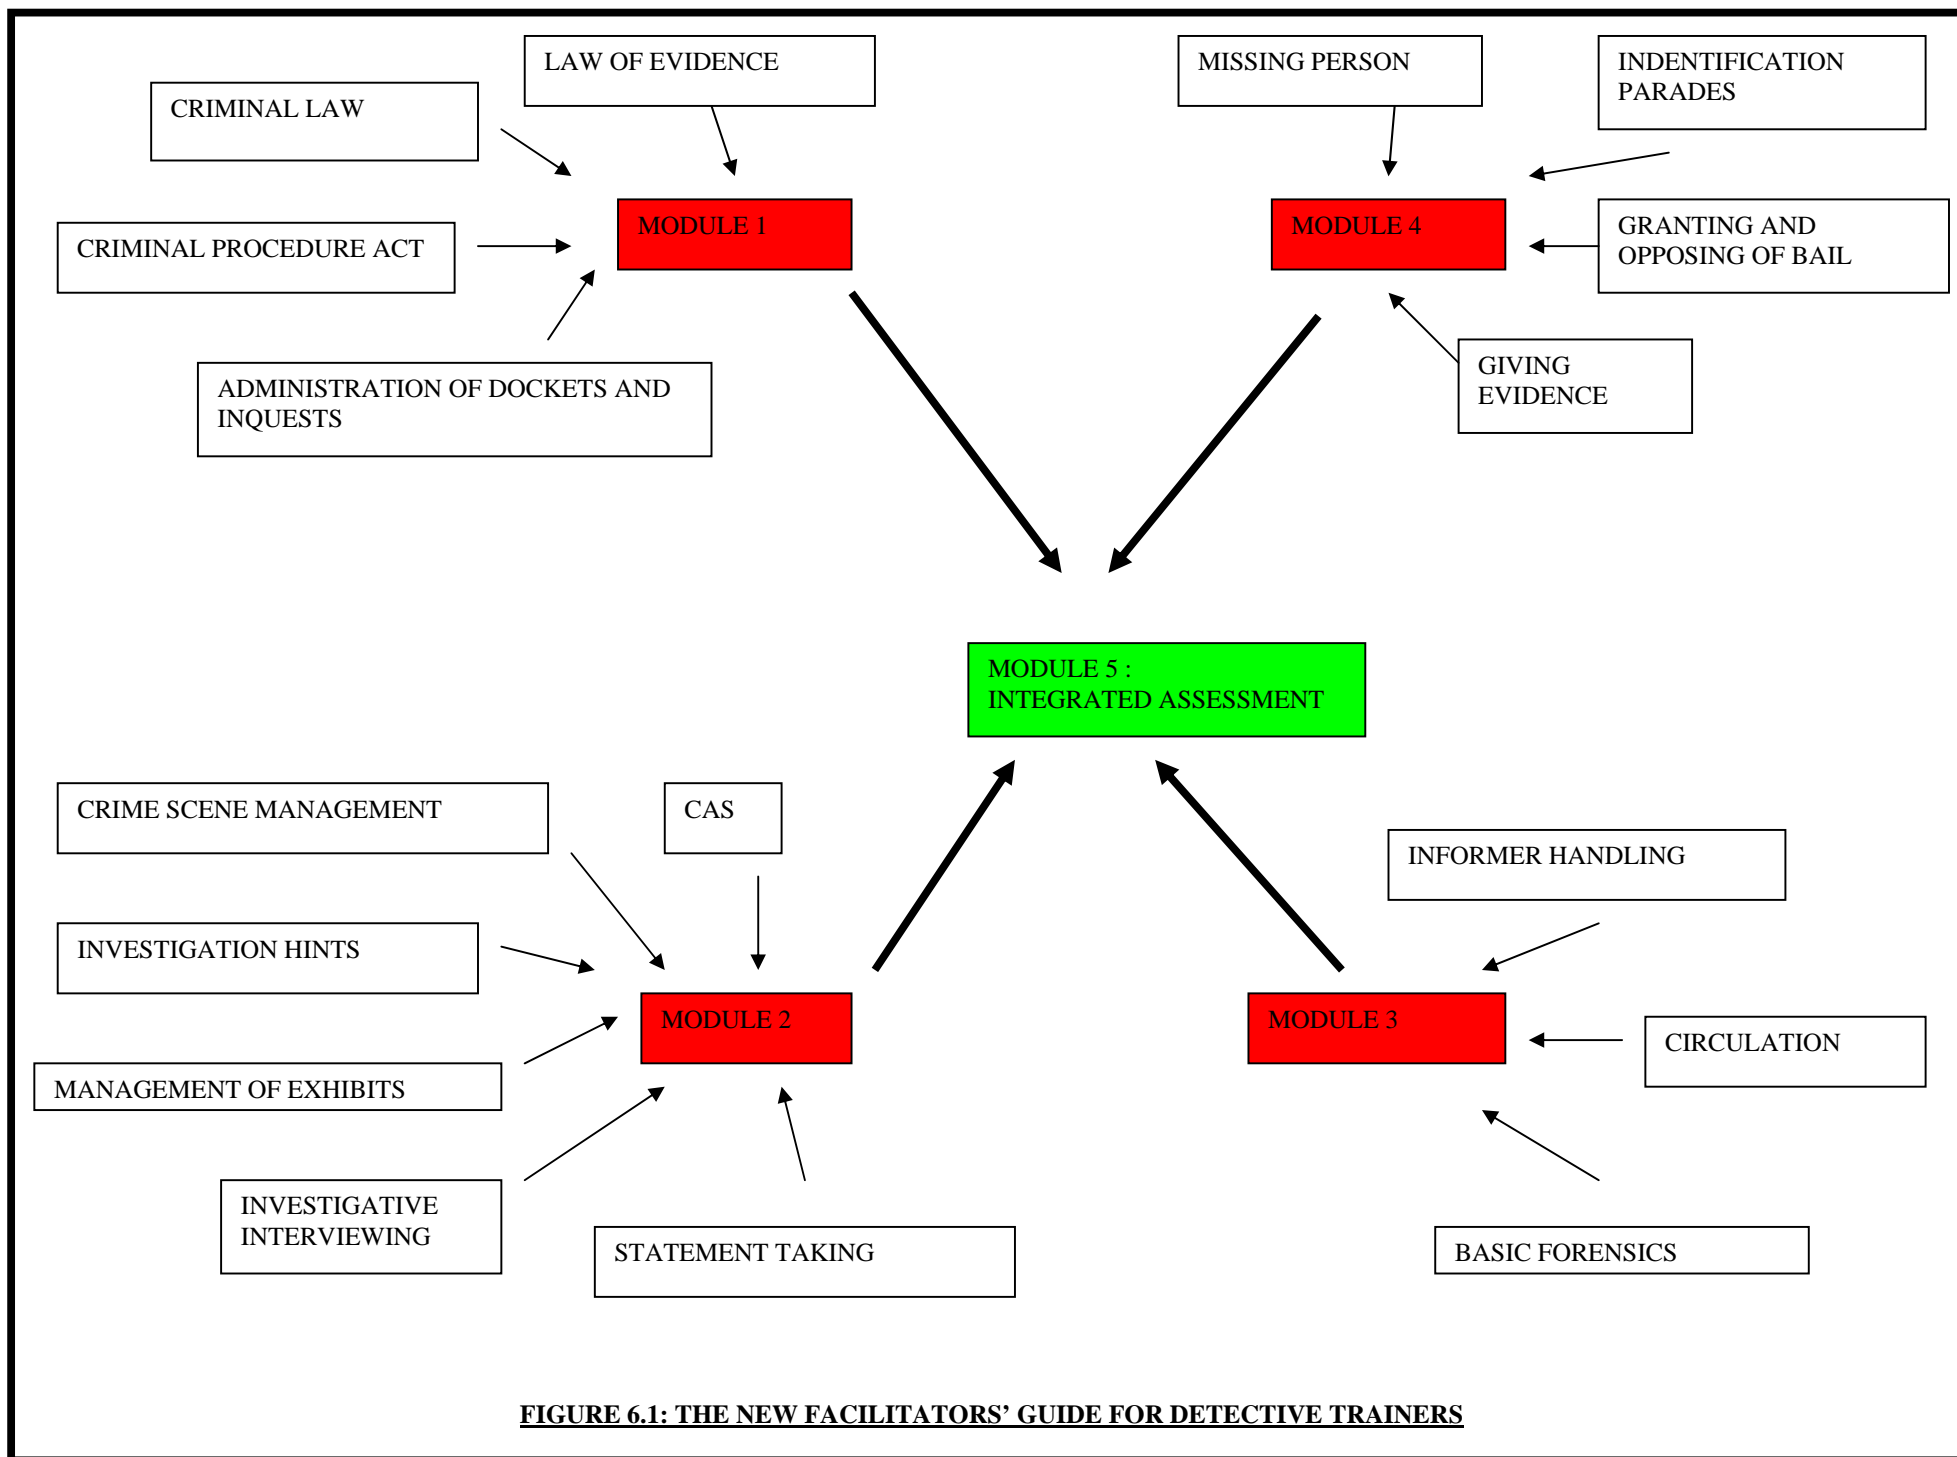 LAW OF EVIDENCE
CRIMINAL LAW
MODULE 1
CRIMINAL PROCEDURE ACT
ADMINISTRATION OF DOCKETS AND
INQUESTS
MISSING PERSON
INDENTIFICATION
PARADES
MODULE 4
GRANTING AND
OPPOSING OF BAIL
GIVING
EVIDENCE
MODULE 5 :
INTEGRATED ASSESSMENT
CRIME SCENE MANAGEMENT
CAS
INVESTIGATION HINTS
MODULE 2
MANAGEMENT OF EXHIBITS
INVESTIGATIVE
INTERVIEWING
STATEMENT TAKING
INFORMER HANDLING
MODULE 3
CIRCULATION
BASIC FORENSICS
FIGURE 6.1: THE NEW FACILITATORS’ GUIDE FOR DETECTIVE TRAINERS